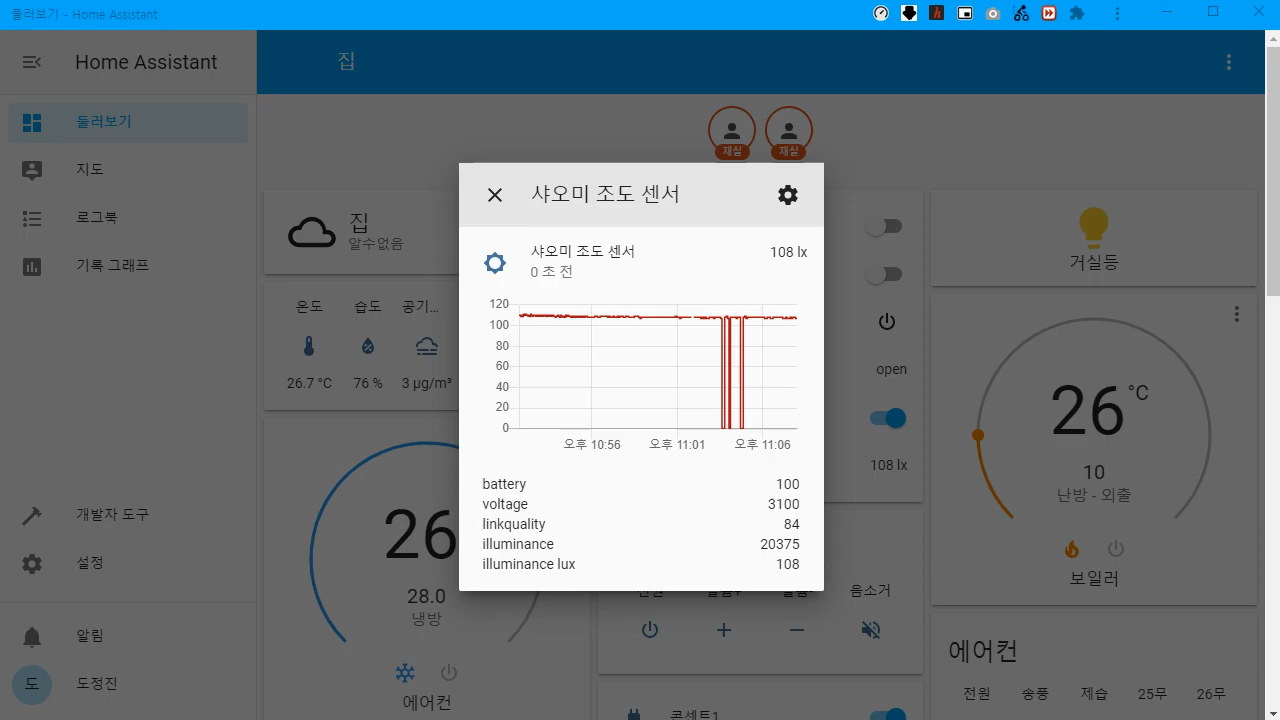 둘러보기 - Home Assistant
Home Assistant
집
둘러보기
지도
로그북
기록 그래프
개발자 도구
설정
알림
도 도정진
재실 재실
집
알수없음
온도 습도 공기...
26.7 °C 76 % 3 µg/m³
26
28.0
냉방
에어컨
샤오미 조도 센서
샤오미 조도 센서 108 lx
0 초 전
120
100
80
60
40
20
0
오후 10:56 오후 11:01 오후 11:06
battery 100
voltage 3100
linkquality 84
illuminance 20375
illuminance lux 108
open
108 lx
음소거
콘센트1
거실등
26 °C
10
난방 - 외출
보일러
에어컨
전원 송풍 제습 25무 26무